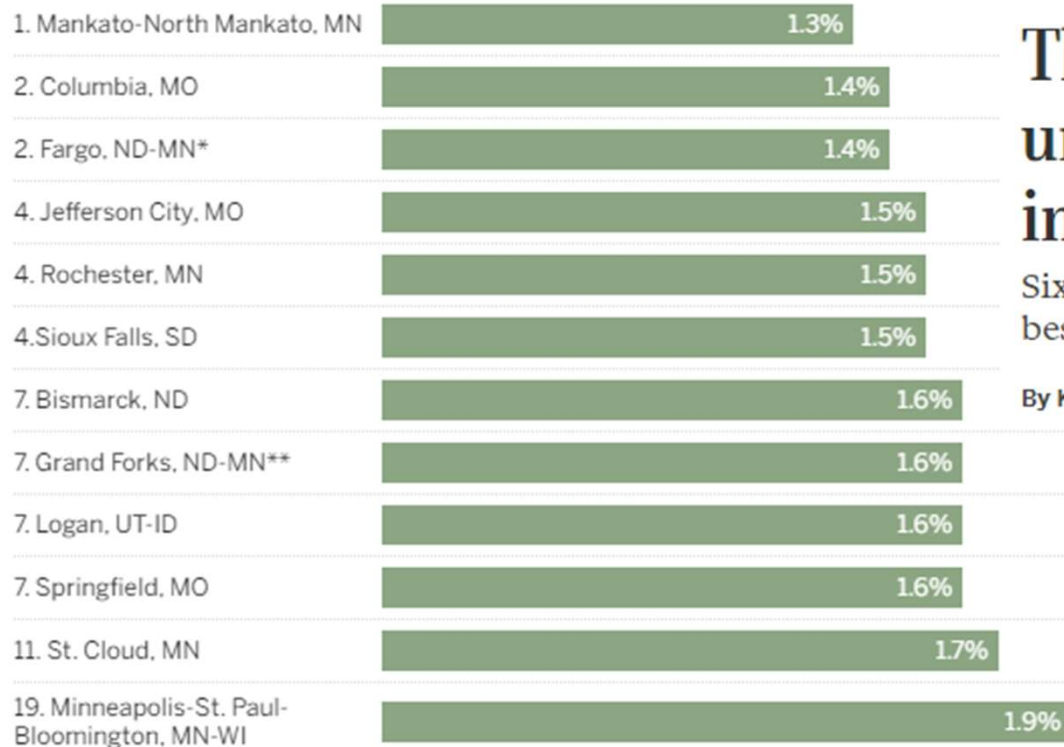 1. Mankato-North Mankato, MN 1.3%
2. Columbia, MO 1.4%
2. Fargo, ND-MN* 1.4%
4. Jefferson City, MO 1.5%
4. Rochester, MN 1.5%
4.Sioux Falls, SD 1.5%
7. Bismarck, ND 1.6%
7. Grand Forks, ND-MN** 1.6%
7. Logan, UT-ID 1.6%
7. Springfield, MO 1.6%
11. St. Cloud, MN 1.7%
19. Minneapolis-St. Paul-
Bloomington, MN-WI 1.9%
Six
By